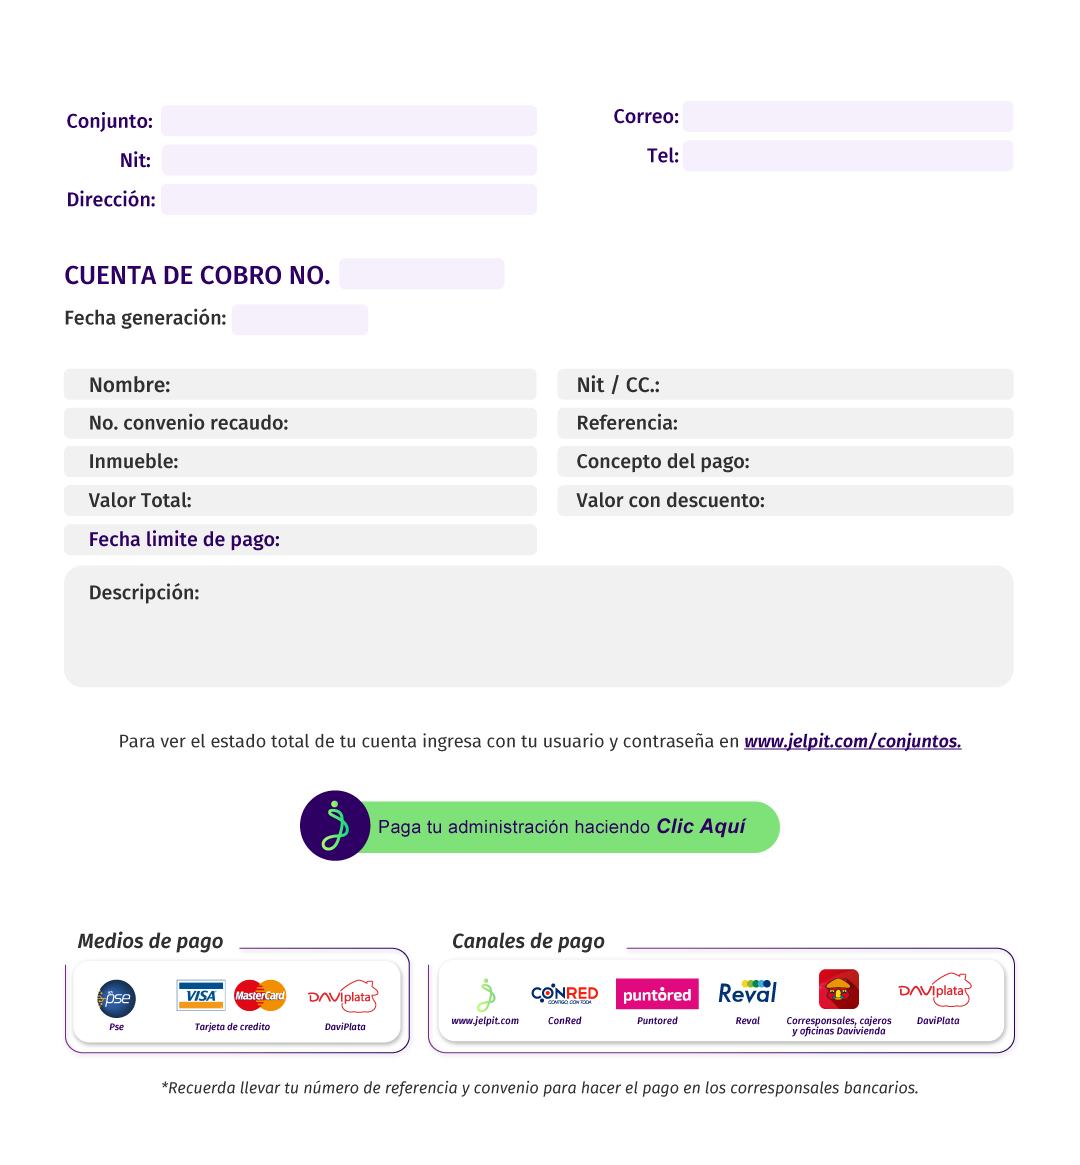 Conjunto:
Correo:
Nit:
Tel:
Dirección:
CUENTA DE COBRO NO.
Fecha generación:
Nombre:
Nit / CC.:
No. convenio recaudo:
Referencia:
Inmueble:
Concepto del pago:
Valor Total:
Valor con descuento:
Fecha limite de pago:
Descripción:
Para ver el estado total de tu cuenta ingresa con tu usuario y contraseña en www.jelpit.com/conjuntos.
Paga tu administración haciendo Clic Aquí
Medios de pago
pse
VISA
MasterCard
DAViplata
Pse
Tarjeta de credito
DaviPlata
Canales de pago
CONRED
CONTIGO, CON TODA
puntored
Reval
DAViplata
www.jelpit.com
ConRed
Puntored
Reval
Corresponsales, cajeros
y oficinas Davivienda
DaviPlata
*Recuerda llevar tu número de referencia y convenio para hacer el pago en los corresponsales bancarios.